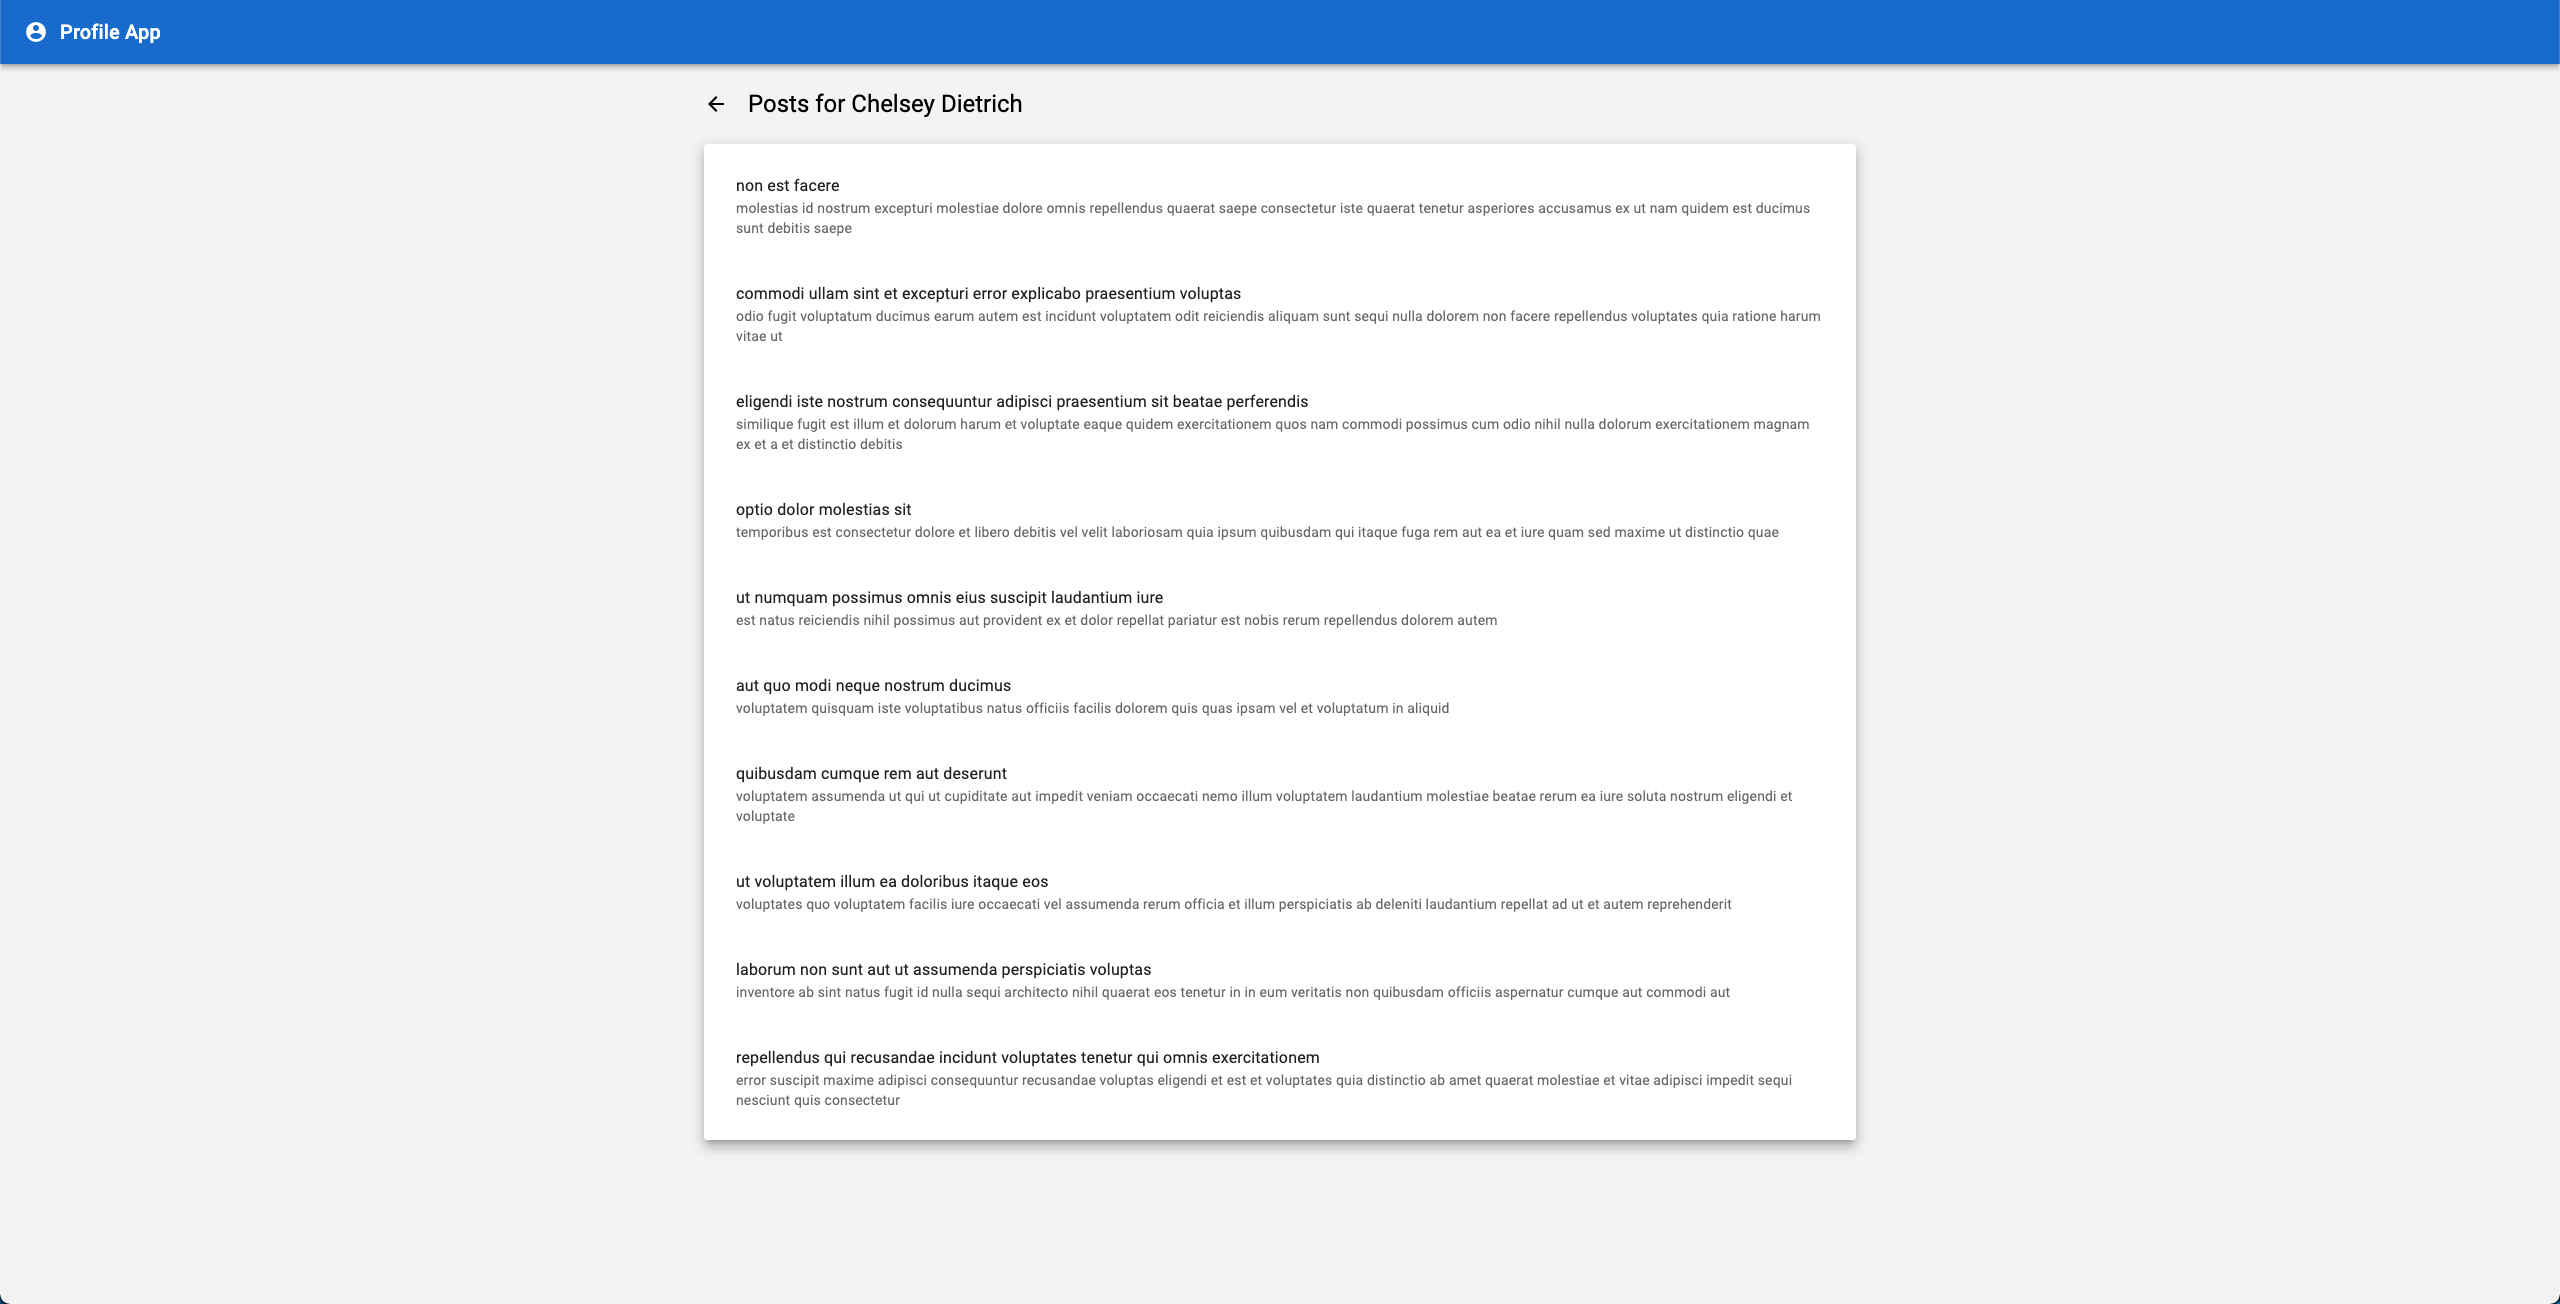 Profile App
Posts for Chelsey Dietrich
non est facere
molestias id nostrum excepturi molestiae dolore omnis repellendus quaerat saepe consectetur iste quaerat tenetur asperiores accusamus ex ut nam quidem est ducimus
sunt debitis saepe
commodi ullam sint et excepturi error explicabo praesentium voluptas
odio fugit voluptatum ducimus earum autem est incidunt voluptatem odit reiciendis aliquam sunt sequi nulla dolorem non facere repellendus voluptates quia ratione harum
vitae ut
eligendi iste nostrum consequuntur adipisci praesentium sit beatae perferendis
similique fugit est illum et dolorum harum et voluptate eaque quidem exercitationem quos nam commodi possimus cum odio nihil nulla dolorum exercitationem magnam
ex et a et distinctio debitis
optio dolor molestias sit
temporibus est consectetur dolore et libero debitis vel velit laboriosam quia ipsum quibusdam qui itaque fuga rem aut ea et iure quam sed maxime ut distinctio quae
ut numquam possimus omnis eius suscipit laudantium iure
est natus reiciendis nihil possimus aut provident ex et dolor repellat pariatur est nobis rerum repellendus dolorem autem
aut quo modi neque nostrum ducimus
voluptatem quisquam iste voluptatibus natus officiis facilis dolorem quis quas ipsam vel et voluptatum in aliquid
quibusdam cumque rem aut deserunt
voluptatem assumenda ut qui ut cupiditate aut impedit veniam occaecati nemo illum voluptatem laudantium molestiae beatae rerum ea iure soluta nostrum eligendi et
voluptate
ut voluptatem illum ea doloribus itaque eos
voluptates quo voluptatem facilis iure occaecati vel assumenda rerum officia et illum perspiciatis ab deleniti laudantium repellat ad ut et autem reprehenderit
laborum non sunt aut ut assumenda perspiciatis voluptas
inventore ab sint natus fugit id nulla sequi architecto nihil quaerat eos tenetur in in eum veritatis non quibusdam officiis aspernatur cumque aut commodi aut
repellendus qui recusandae incidunt voluptates tenetur qui omnis exercitationem
error suscipit maxime adipisci consequuntur recusandae voluptas eligendi et est et voluptates quia distinctio ab amet quaerat molestiae et vitae adipisci impedit sequi
nesciunt quis consectetur